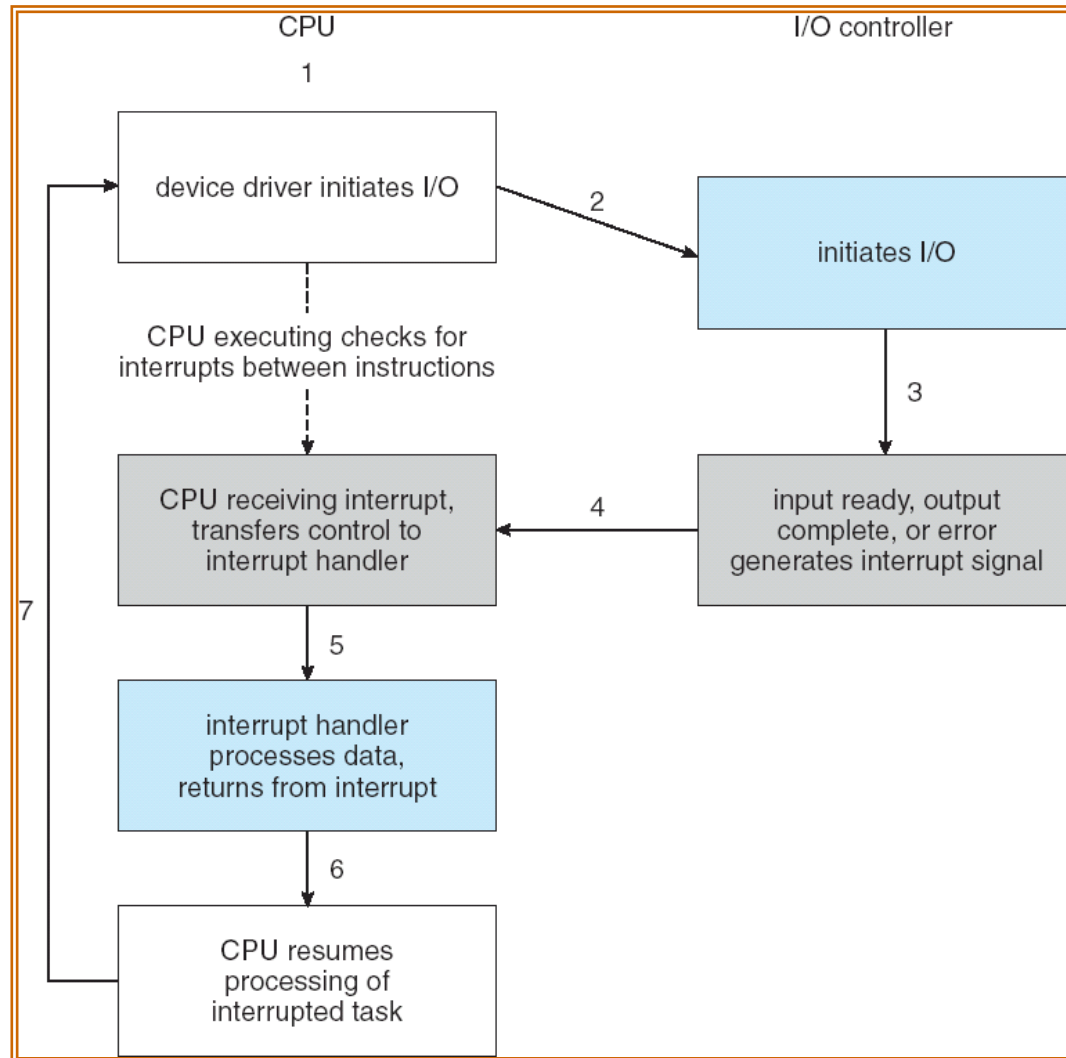 CPU
I/O controller
1
device driver initiates I/O
2
initiates I/O
CPU executing checks for
interrupts between instructions
3
CPU receiving interrupt,
transfers control to
interrupt handler
4
input ready, output
complete, or error
generates interrupt signal
7
5
interrupt handler
processes data,
returns from interrupt
6
CPU resumes
processing of
interrupted task